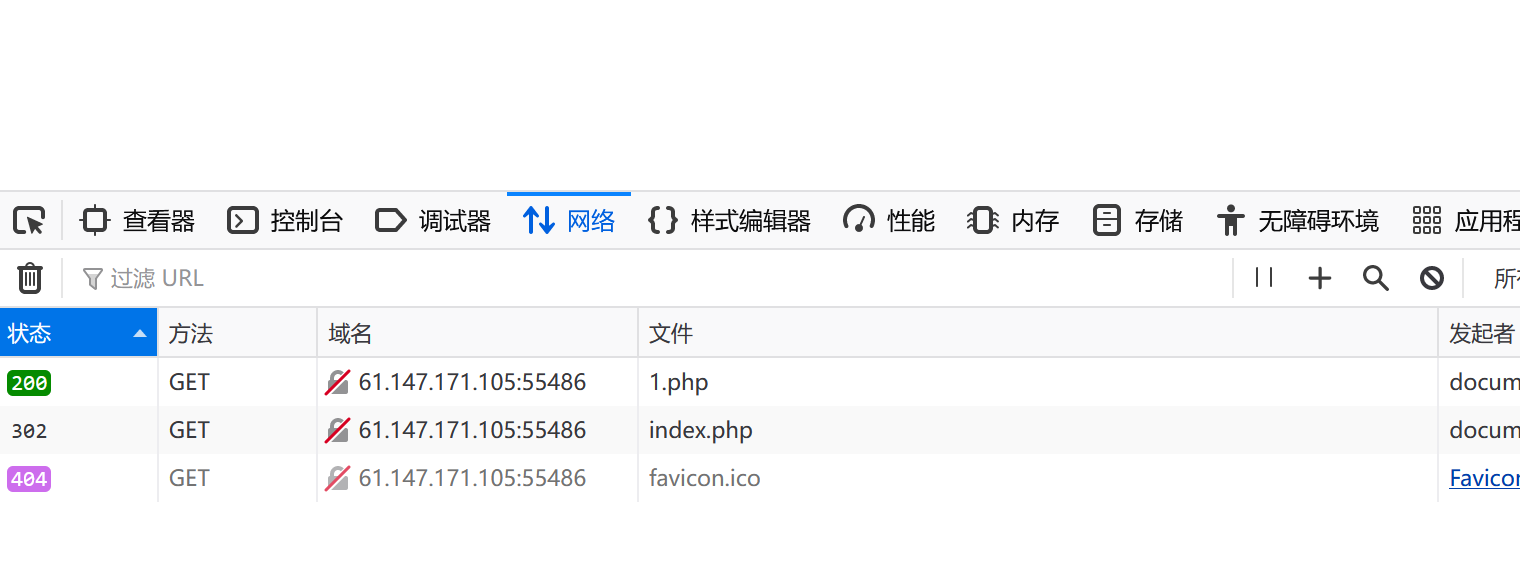 查看器 控制台 调试器 网络 {} 样式编辑器 性能 内存 存储 无障碍环境 应用程
过滤 URL 所有
状态 方法 域名 文件 发起者
200 GET 61.147.171.105:55486 1.php docum
302 GET 61.147.171.105:55486 index.php docum
404 GET 61.147.171.105:55486 favicon.ico Favicon